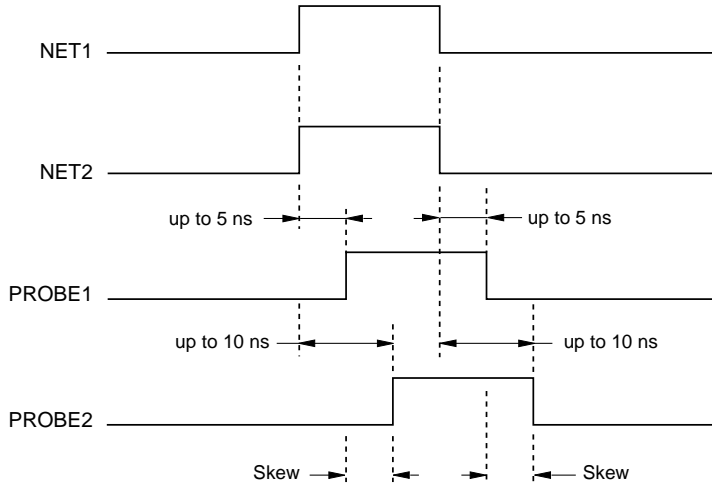 NET1
NET2
up to 5 ns
up to 5 ns
PROBE1
up to 10 ns
up to 10 ns
PROBE2
Skew
Skew